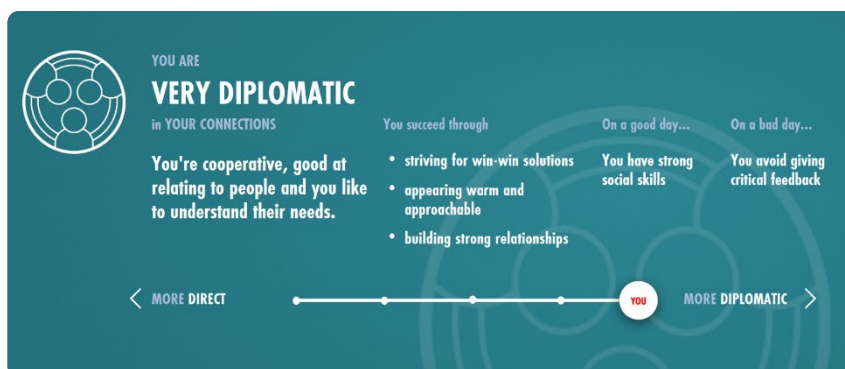 YOU ARE
VERY DIPLOMATIC
in YOUR CONNECTIONS
You're cooperative, good at
relating to people and you like
to understand their needs.
You succeed through
• striving for win-win solutions
• appearing warm and
approachable
• building strong relationships
On a good day...
You have strong
social skills
On a bad day...
You avoid giving
critical feedback
MORE DIRECT
YOU
MORE DIPLOMATIC